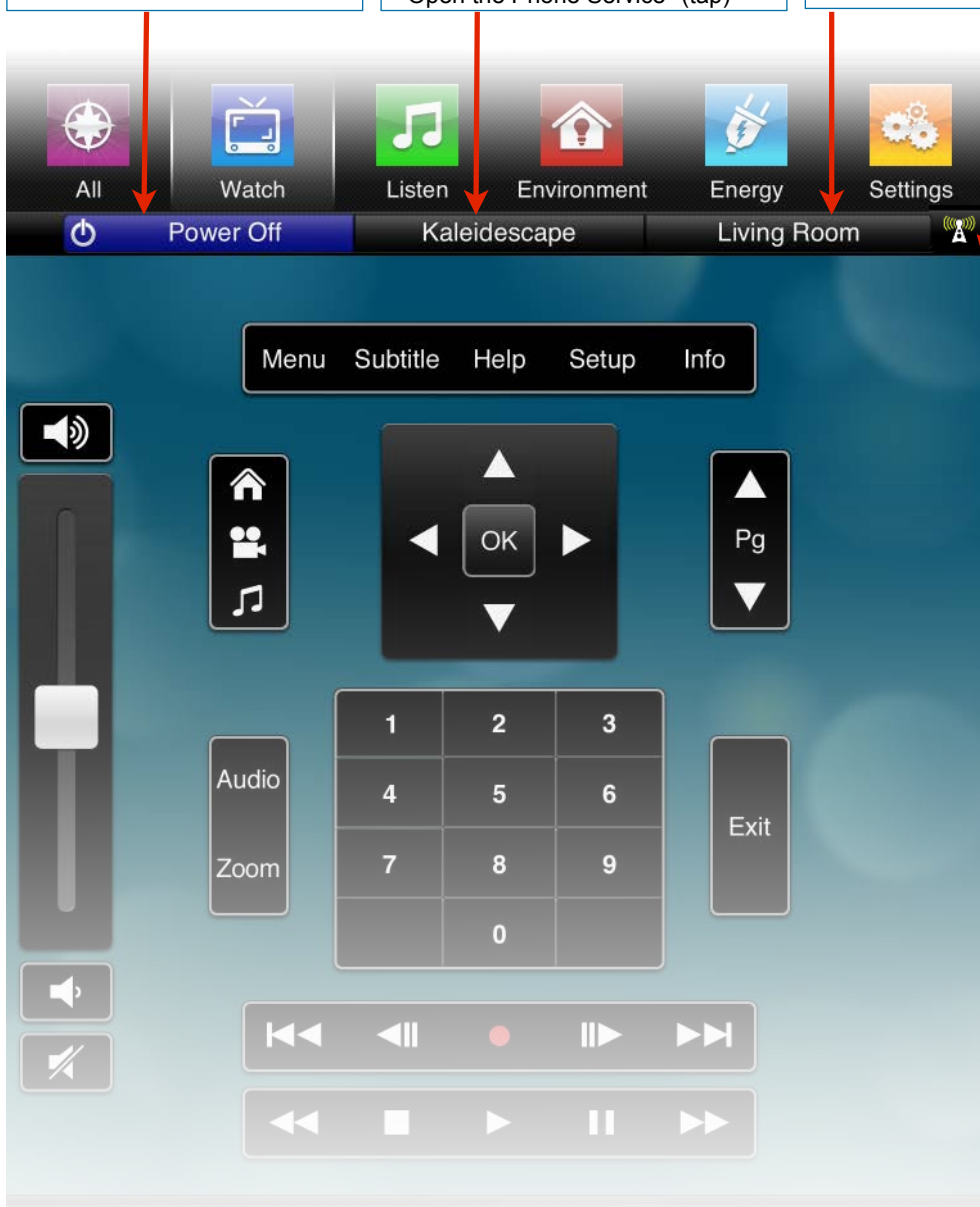 Open the Phone Service* (tap)
All Watch Listen Environment Energy Settings
Power Off Kaleidescape Living Room
Menu Subtitle Help Setup Info
OK
Pg
1 2 3
Audio
4 5 6
Exit
Zoom
7 8 9
0